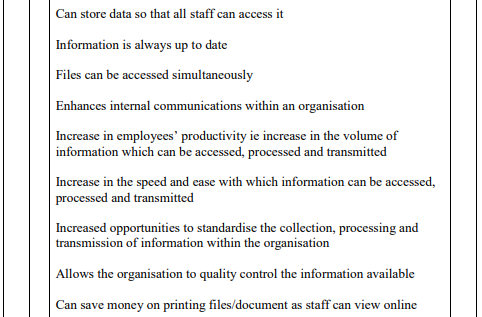 Can store data so that all staff can access it
Information is always up to date
Files can be accessed simultaneously
Enhances internal communications within an organisation
Increase in employees’ productivity ie increase in the volume of
information which can be accessed, processed and transmitted
Increase in the speed and ease with which information can be accessed,
processed and transmitted
Increased opportunities to standardise the collection, processing and
transmission of information within the organisation
Allows the organisation to quality control the information available
Can save money on printing files/document as staff can view online